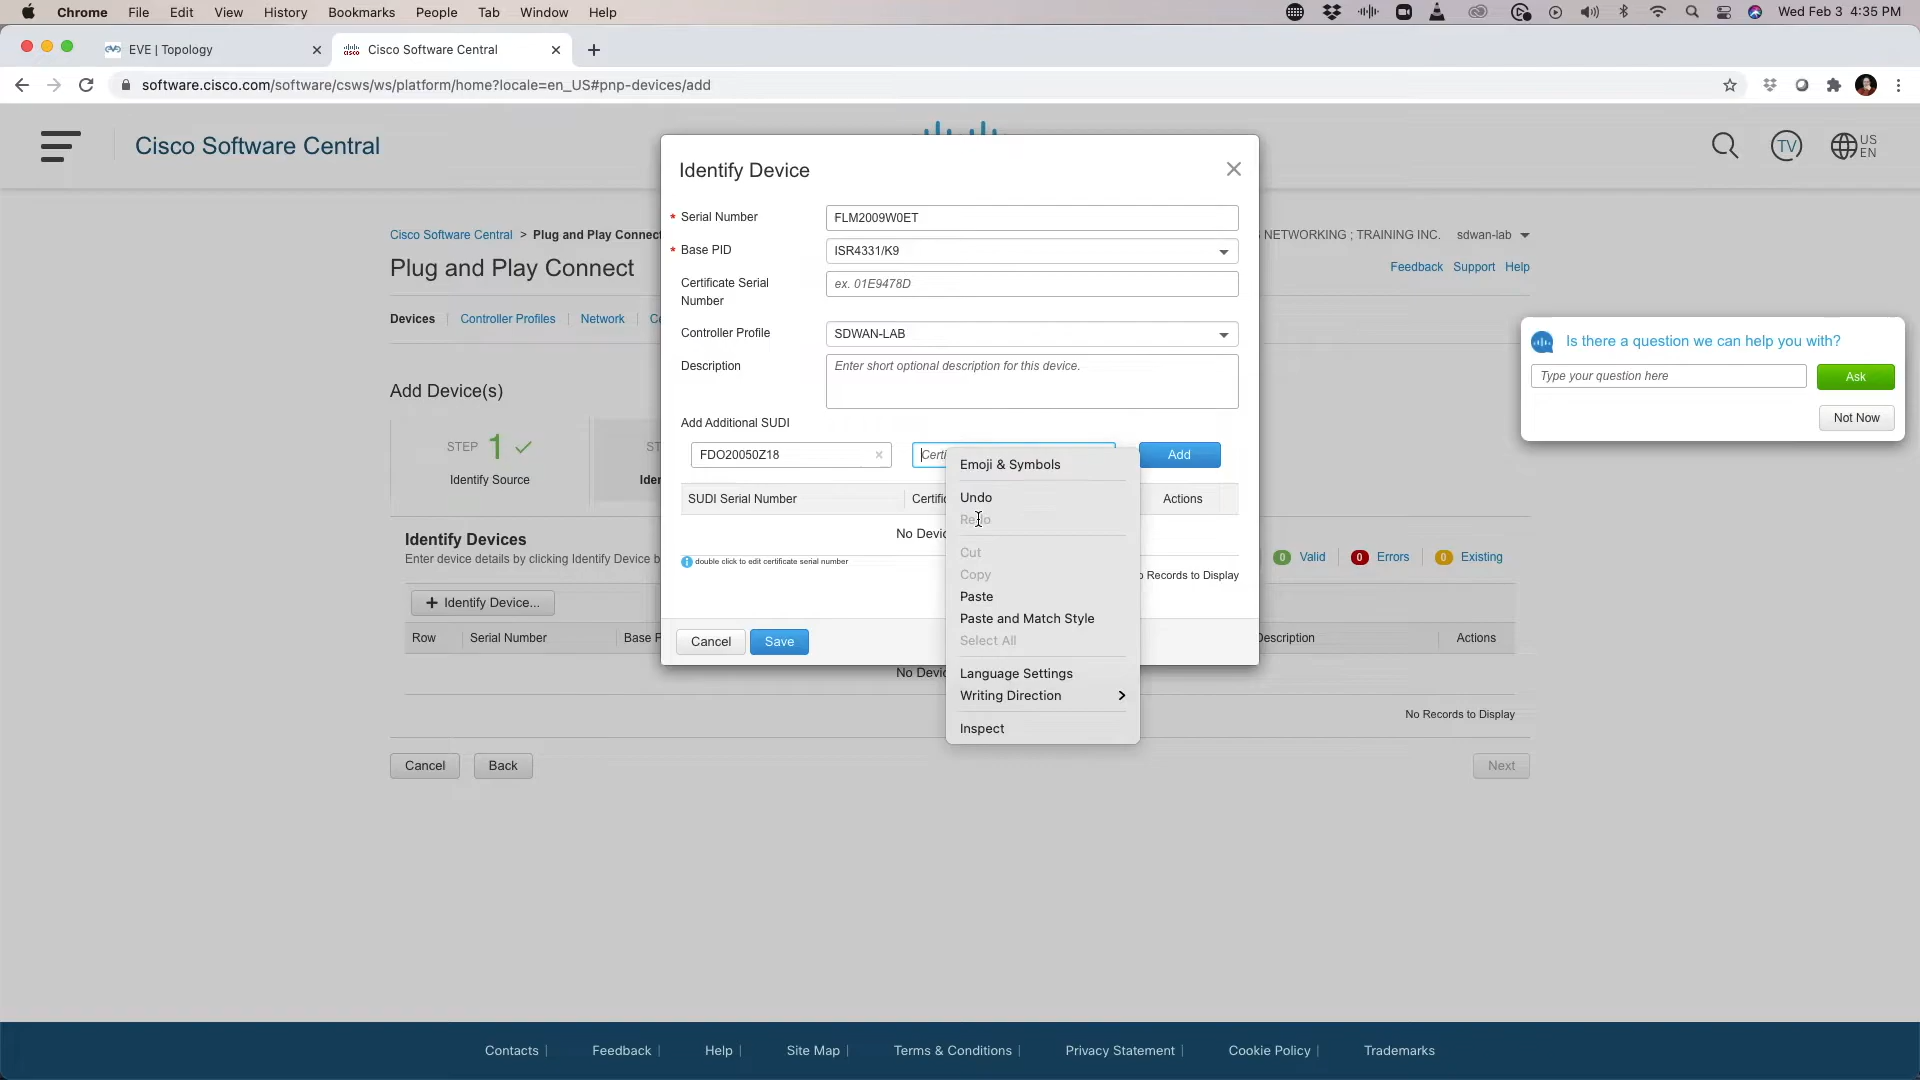 Chrome File Edit View History Bookmarks People Tab Window Help Wed Feb 3 4:35 PM
EVE | Topology
Cisco Software Central
software.cisco.com/software/csws/ws/platform/home?locale=en_US#pnp-devices/add
Cisco Software Central
TV
US
EN
Cisco Software Central > Plug and Play Connect
NETWORKING ; TRAINING INC. sdwan-lab
Plug and Play Connect
Feedback Support Help
Devices Controller Profiles Network
Add Device(s)
STEP 1
Identify Source
Identify Devices
Enter device details by clicking Identify Device
0 Valid 0 Errors 0 Existing
+ Identify Device...
Row Serial Number Base Description Actions
No Records to Display
Cancel Back Next
Identify Device
* Serial Number FLM2009W0ET
* Base PID ISR4331/K9
Certificate Serial
Number
ex. 01E9478D
Controller Profile SDWAN-LAB
Description Enter short optional description for this device.
Add Additional SUDI
FDO20050Z18 Add
SUDI Serial Number Actions
double click to edit certificate serial number
Records to Display
Cancel Save
Emoji & Symbols
Undo
Redo
Cut
Copy
Paste
Paste and Match Style
Select All
Language Settings
Writing Direction
Inspect
Is there a question we can help you with?
Type your question here Ask
Not Now
Contacts | Feedback | Help | Site Map | Terms & Conditions | Privacy Statement | Cookie Policy | Trademarks